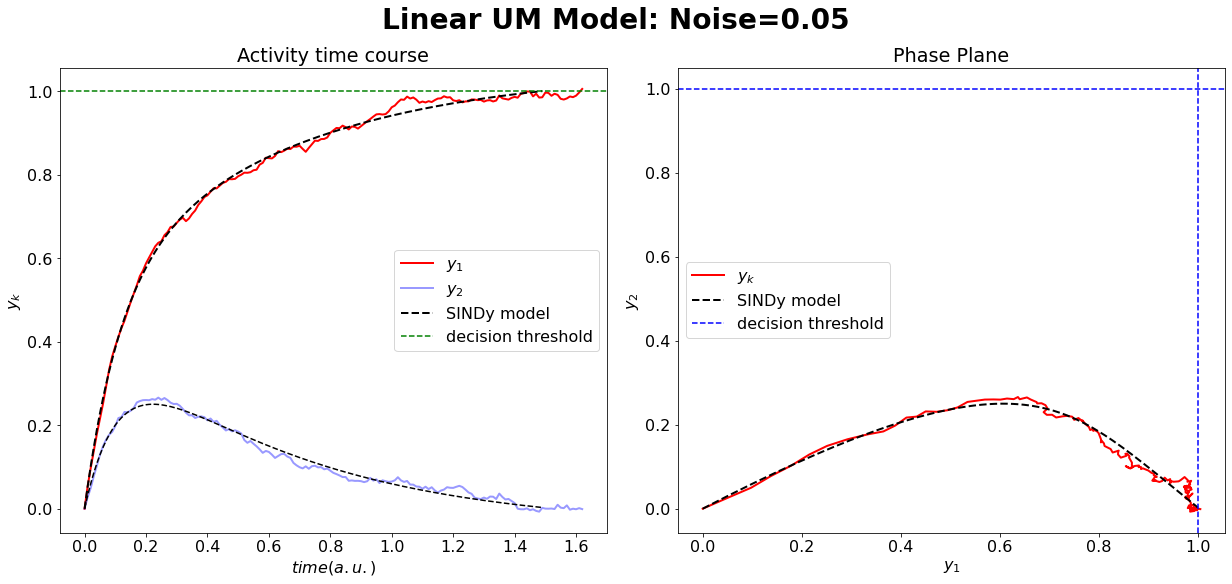 Linear UM Model: Noise=0.05
Activity time course
1.0
0.8
0.6
0.4
0.2
0.0
y_k
y_1
y_2
SINDy model
decision threshold
0.0 0.2 0.4 0.6 0.8 1.0 1.2 1.4 1.6
time(a.u.)
Phase Plane
1.0
0.8
0.6
0.4
0.2
0.0
y_2
y_k
SINDy model
decision threshold
0.0 0.2 0.4 0.6 0.8 1.0
y_1